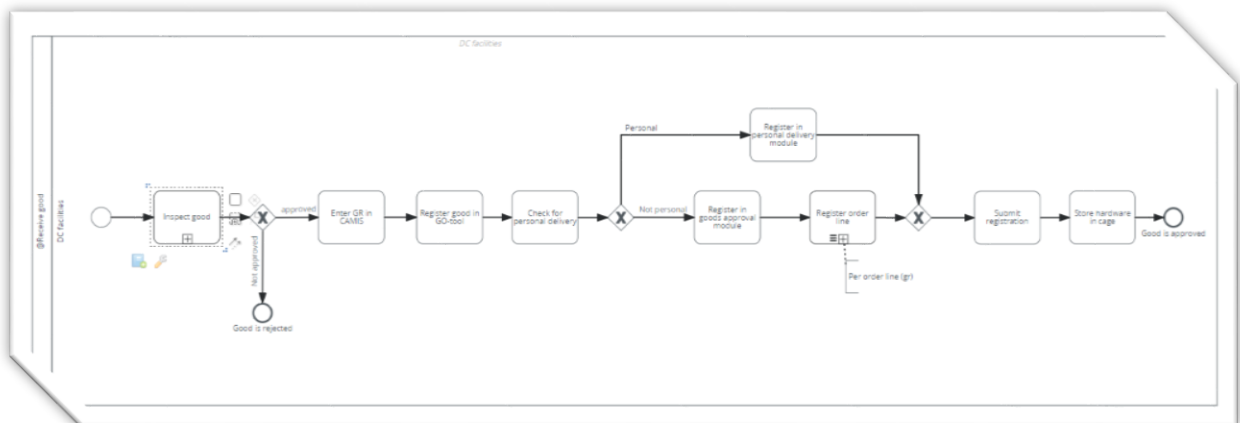 DC facilities
@Receive good
DC facilities
Inspect good
approved
Not approved
Good is rejected
Enter GR in
CAMIS
Register good in
GO-tool
Check for
personal delivery
Personal
Register in
personal delivery
module
Not personal
Register in
goods approval
module
Register order
line
Per order line (gr)
Submit
registration
Store hardware
in cage
Good is approved